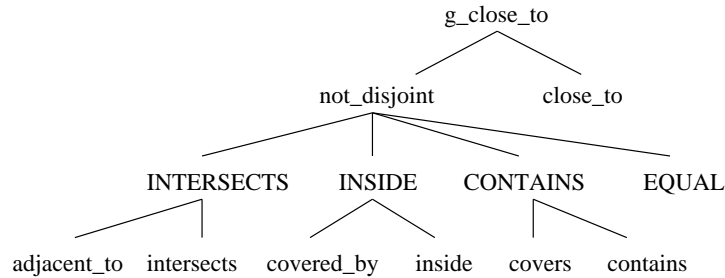 g_close_to
not_disjoint close_to
INTERSECTS INSIDE CONTAINS EQUAL
adjacent_to intersects covered_by inside covers contains